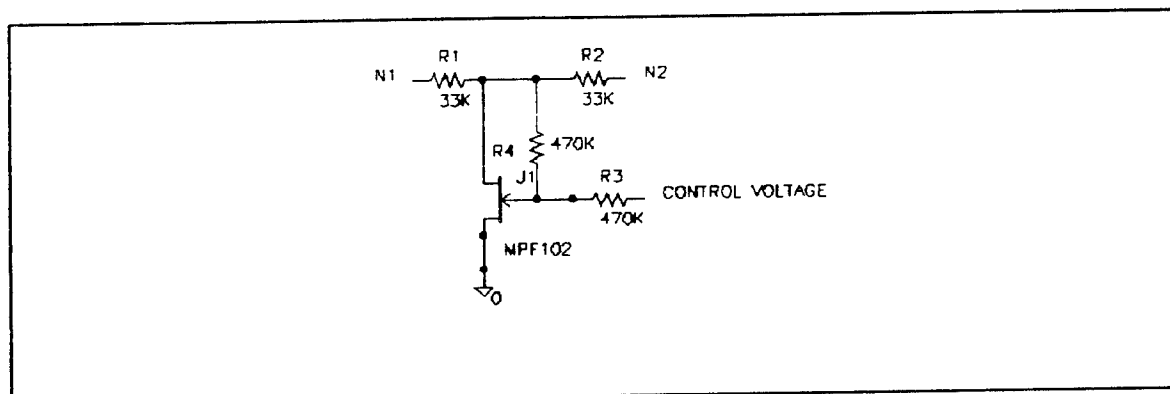 R1
R2
N1
N2
33K
33K
R4
470K
J1
R3
CONTROL VOLTAGE
470K
MPF102
0